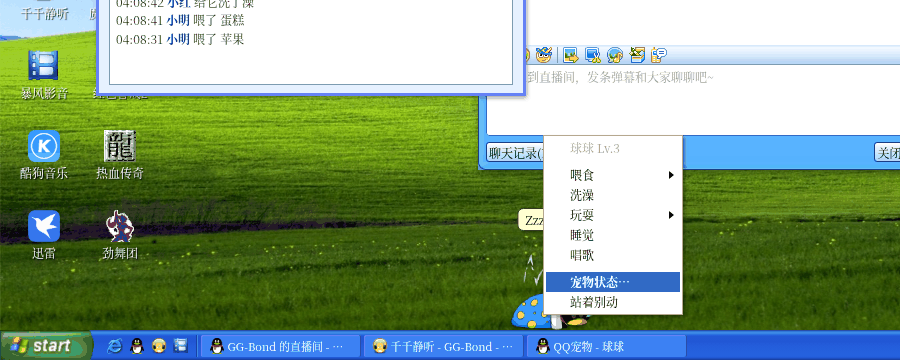 千千静听
04:08:42 小红 给它洗了澡
04:08:41 小明 喂了 蛋糕
04:08:31 小明 喂了 苹果
到直播间, 发条弹幕和大家聊聊吧~
暴风影音
聊天记录(
关闭
球球 Lv.3
喂食
洗澡
玩耍
睡觉
唱歌
宠物状态…
站着别动
酷狗音乐
热血传奇
龍
Zzz
迅雷
劲舞团
start
GG-Bond 的直播间 - …
千千静听 - GG-Bond - …
QQ宠物 - 球球